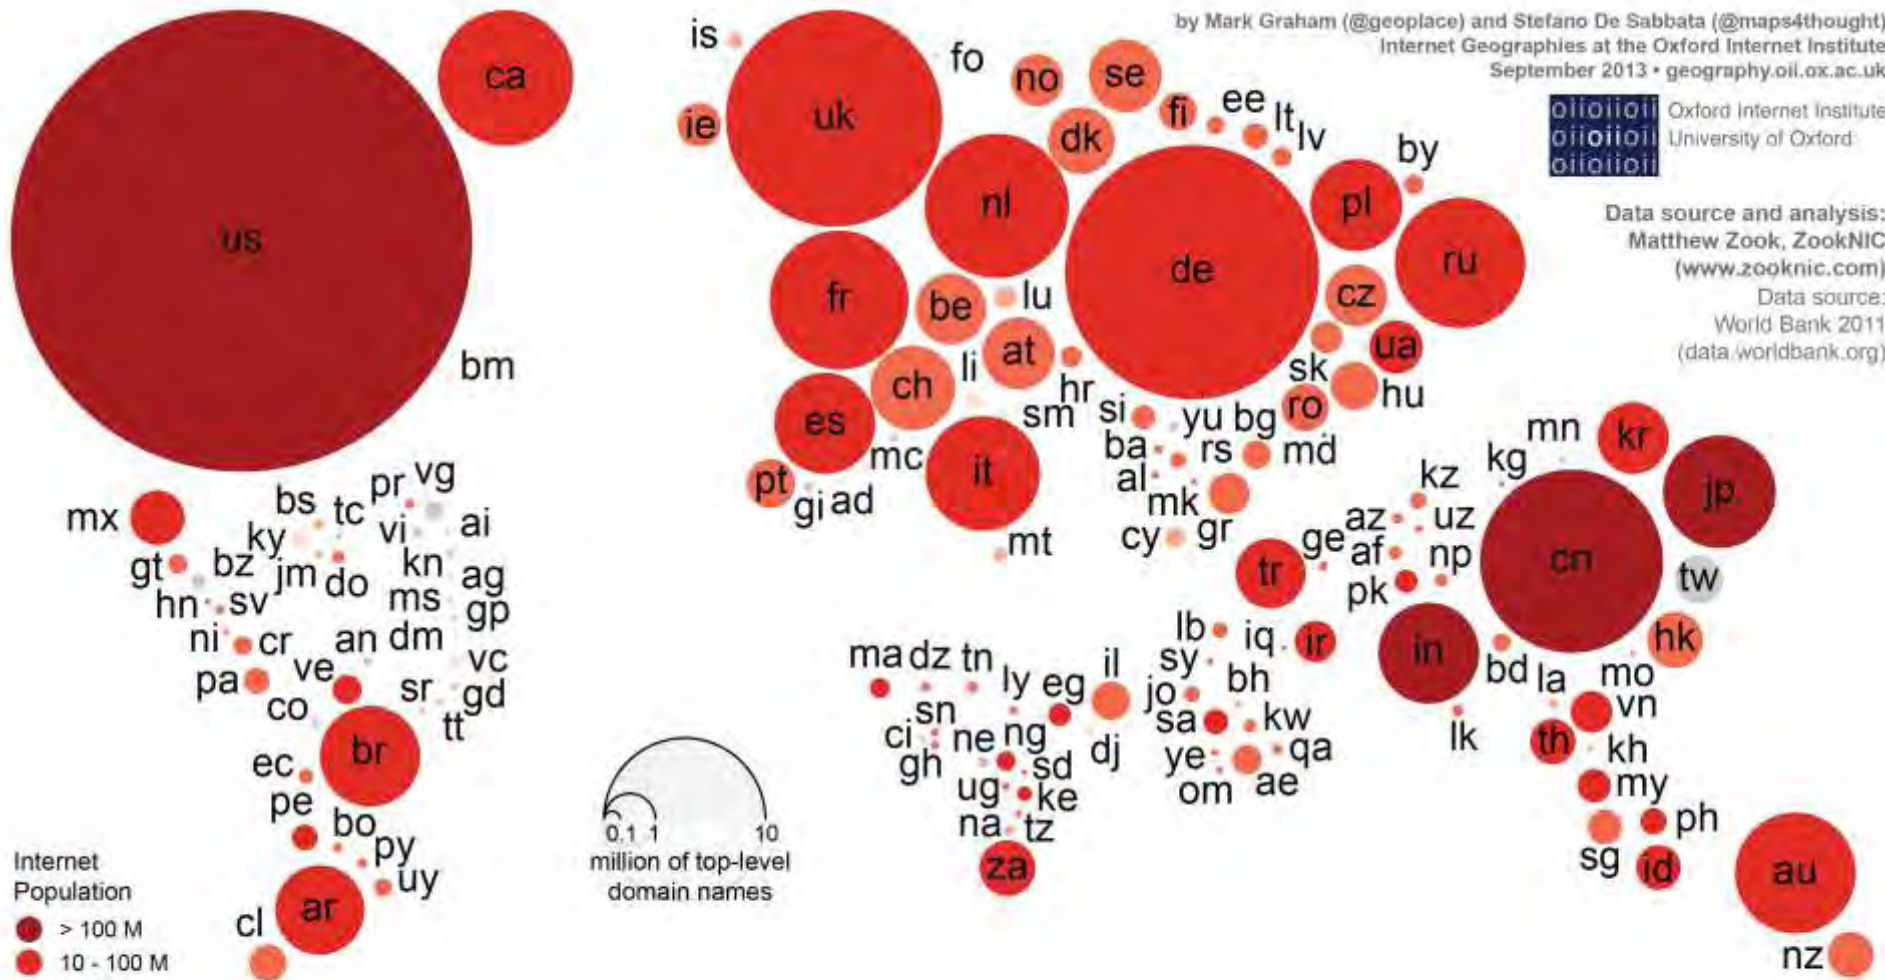 by Mark Graham (@geoplace) and Stefano De Sabbata (@maps4thought)
Internet Geographies at the Oxford Internet Institute
September 2013 • geography.oii.ox.ac.uk
oiioiioii
oiioiioii
oiioiioii
Oxford Internet Institute
University of Oxford
Data source and analysis:
Matthew Zook, ZookNIC
(www.zooknic.com)
Data source:
World Bank 2011
(data.worldbank.org)
us
ca
bm
mx
gt
bz
hn
sv
ni
cr
pa
bs
tc
ky
jm
do
pr
vg
vi
ai
kn
ag
ms
gp
an
dm
vc
ve
sr
gd
tt
co
br
ec
pe
bo
py
uy
ar
cl
is
ie
uk
fo
no
se
fi
ee
lt
lv
dk
by
nl
de
pl
ru
fr
be
lu
cz
at
li
hr
sk
ua
hu
ch
sm
ro
es
mc
it
si
yu
bg
ba
rs
md
al
mk
gr
cy
pt
gi
ad
mt
tr
ge
az
kz
uz
af
np
pk
kg
mn
kr
jp
cn
tw
in
bd
hk
mo
la
vn
lk
th
kh
my
ph
sg
id
au
nz
lb
iq
ir
sy
jo
bh
sa
kw
ye
qa
om
ae
il
ma
dz
tn
ly
eg
sn
ci
gh
ne
ng
dj
sd
ug
ke
na
tz
za
0.1
1
10
million of top-level
domain names
Internet
Population
> 100 M
10 - 100 M